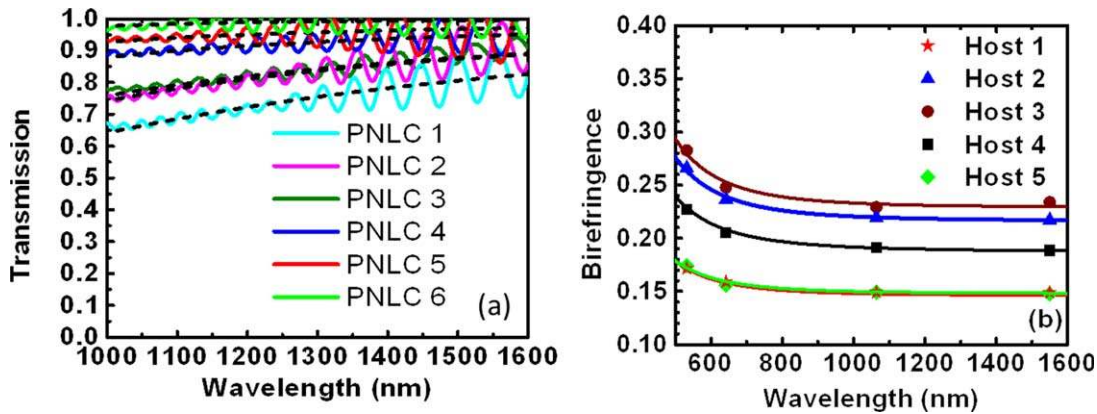 1.0
0.9
0.8
0.7
0.6
0.5
0.4
0.3
0.2
0.1
0.0
Transmission
PNLC 1
PNLC 2
PNLC 3
PNLC 4
PNLC 5
PNLC 6
(a)
1000 1100 1200 1300 1400 1500 1600
Wavelength (nm)
0.40
0.35
0.30
0.25
0.20
0.15
0.10
Birefringence
Host 1
Host 2
Host 3
Host 4
Host 5
(b)
600 800 1000 1200 1400 1600
Wavelength (nm)